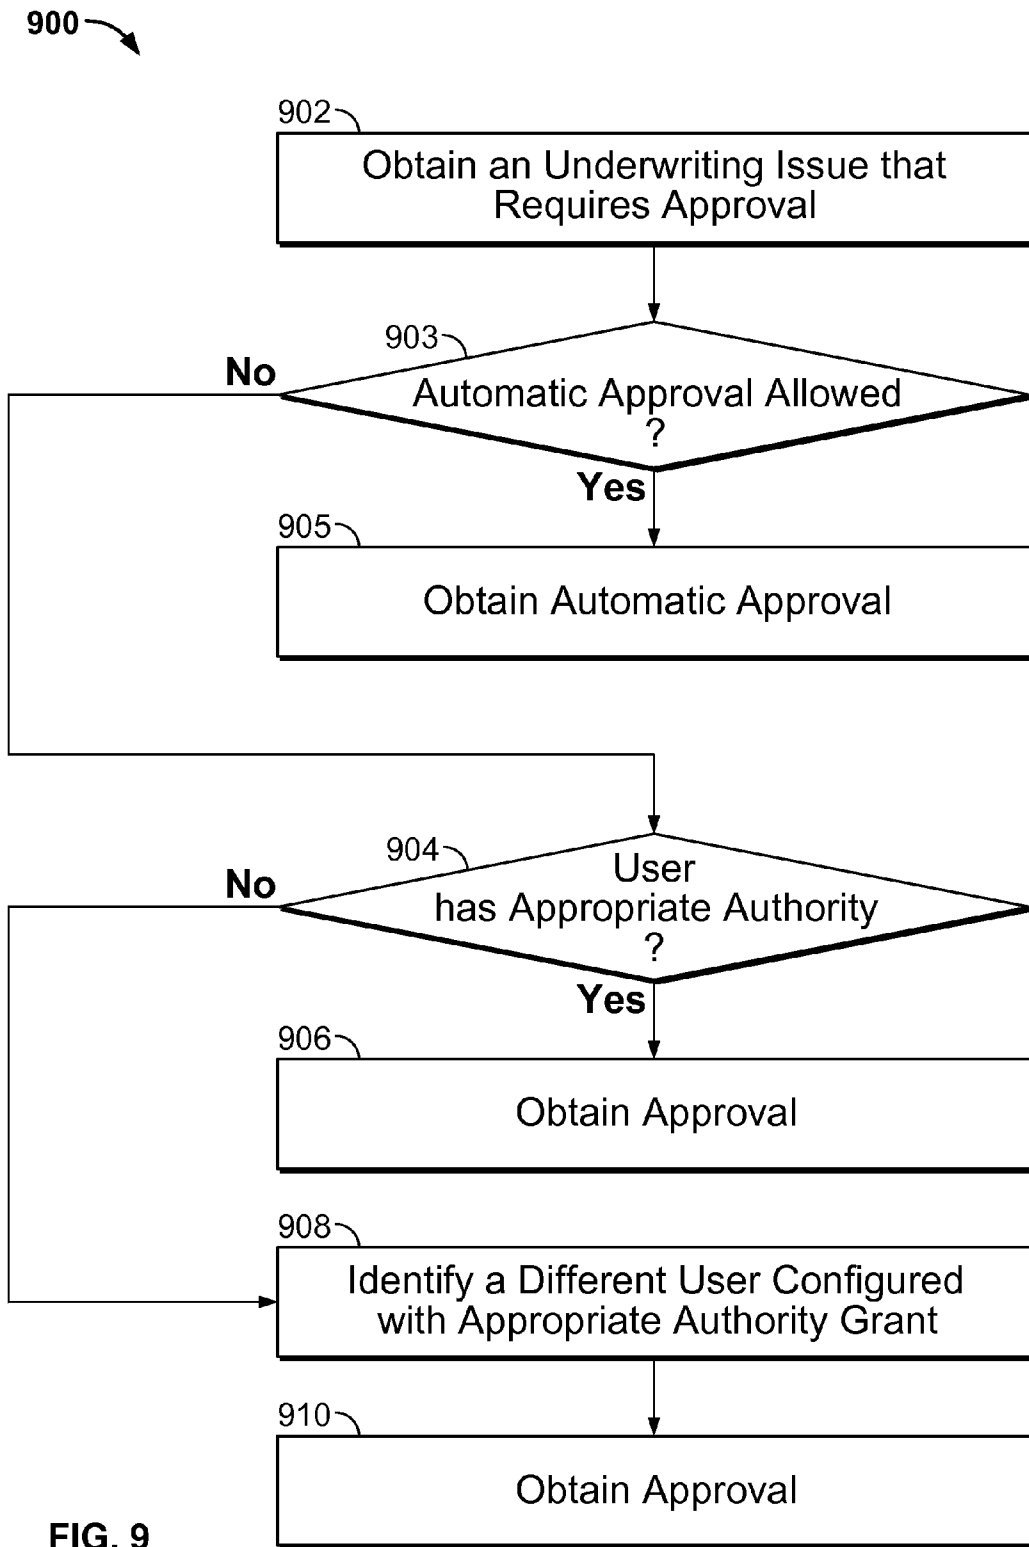 900
902
Obtain an Underwriting Issue that
Requires Approval
903
No
Automatic Approval Allowed
?
Yes
905
Obtain Automatic Approval
904
No
User
has Appropriate Authority
?
Yes
906
Obtain Approval
908
Identify a Different User Configured
with Appropriate Authority Grant
910
Obtain Approval
FIG. 9